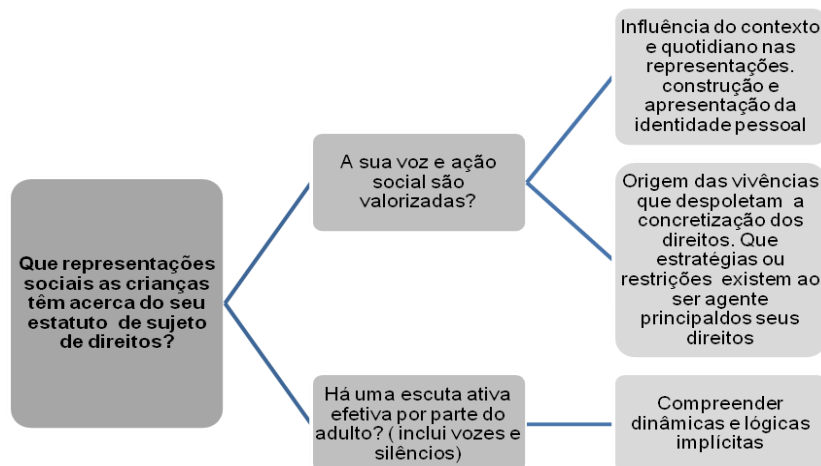 Que representações
sociais as crianças
têm acerca do seu
estatuto de sujeito
de direitos?
A sua voz e ação
social são
valorizadas?
Influência do contexto
e quotidiano nas
representações.
construção e
apresentação da
identidade pessoal
Origem das vivências
que despoletam a
concretização dos
direitos. Que
estratégias ou
restrições existem ao
ser agente
principaldos seus
direitos
Há uma escuta ativa
efetiva por parte do
adulto? ( inclui vozes e
silêncios)
Compreender
dinâmicas e lógicas
implícitas